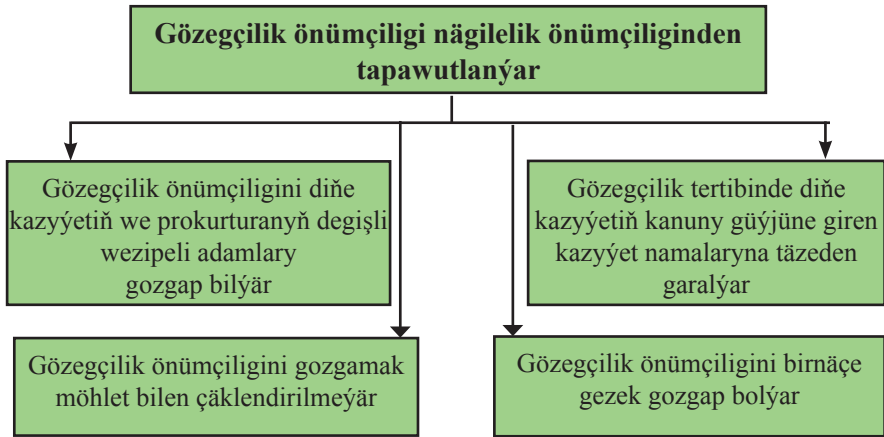 Gözegçilik önümçiligi nägilelik önümçiliginden
tapawutlanýar
Gözegçilik önümçiligini diňe
kazyýetiň we prokurturanyň degişli
wezipeli adamlary
gozgap bilýär
Gözegçilik tertibinde diňe
kazyýetiň kanuny güýjüne giren
kazyýet namalaryna täzeden
garalýar
Gözegçilik önümçiligini gozgamak
möhlet bilen çäklendirilmeýär
Gözegçilik önümçiligini birnäçe
gezek gozgap bolýar